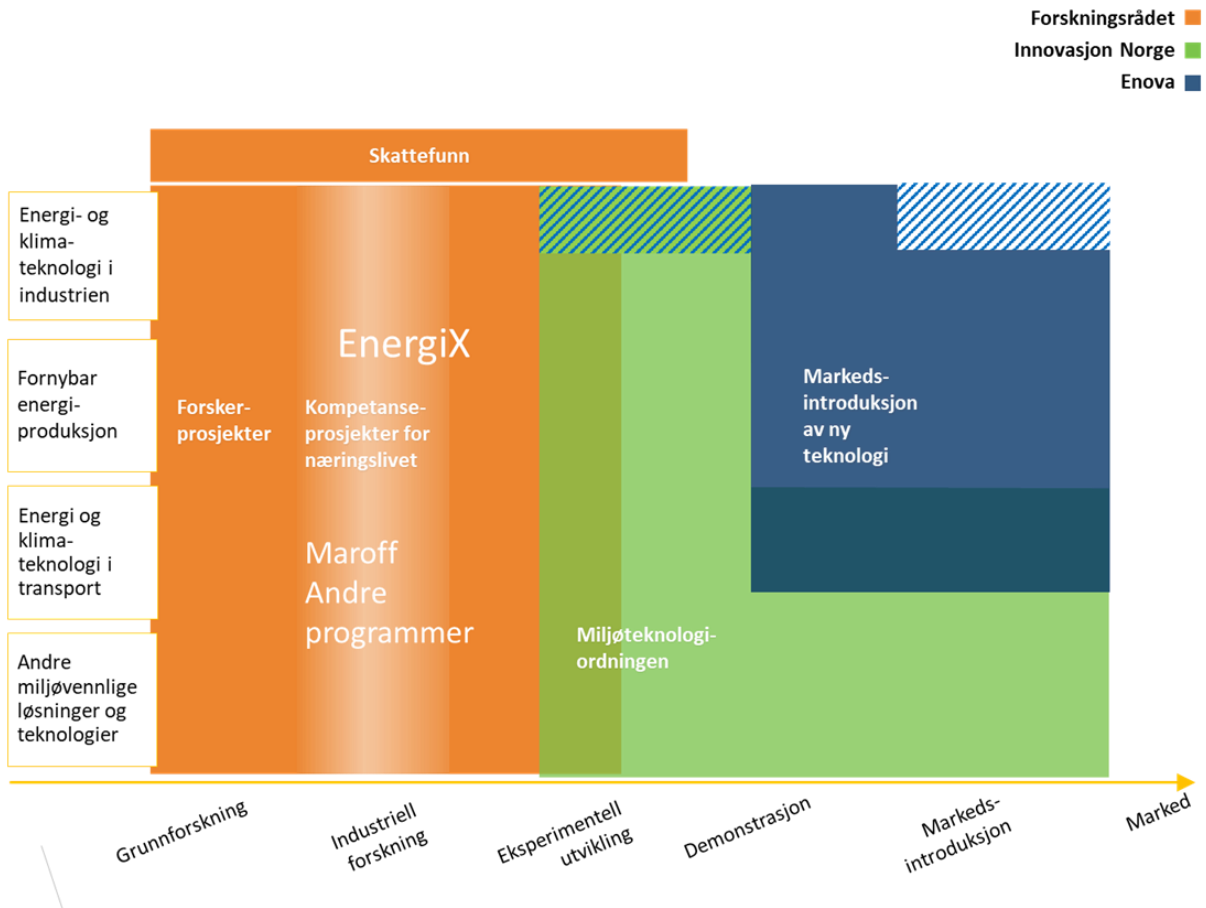 Forskningsrådet
Innovasjon Norge
Enova
Skattefunn
Energi- og
klima-
teknologi i
industrien
Fornybar
energi-
produksjon
Energi og
klima-
teknologi i
transport
Andre
miljøvennlige
løsninger og
teknologier
EnergiX
Forsker-
prosjekter
Kompetanse-
prosjekter for
næringslivet
Maroff
Andre
programmer
Miljøteknologi-
ordningen
Markeds-
introduksjon
av ny
teknologi
Grunnforskning
Industriell
forskning
Eksperimentell
utvikling
Demonstrasjon
Markeds-
introduksjon
Marked